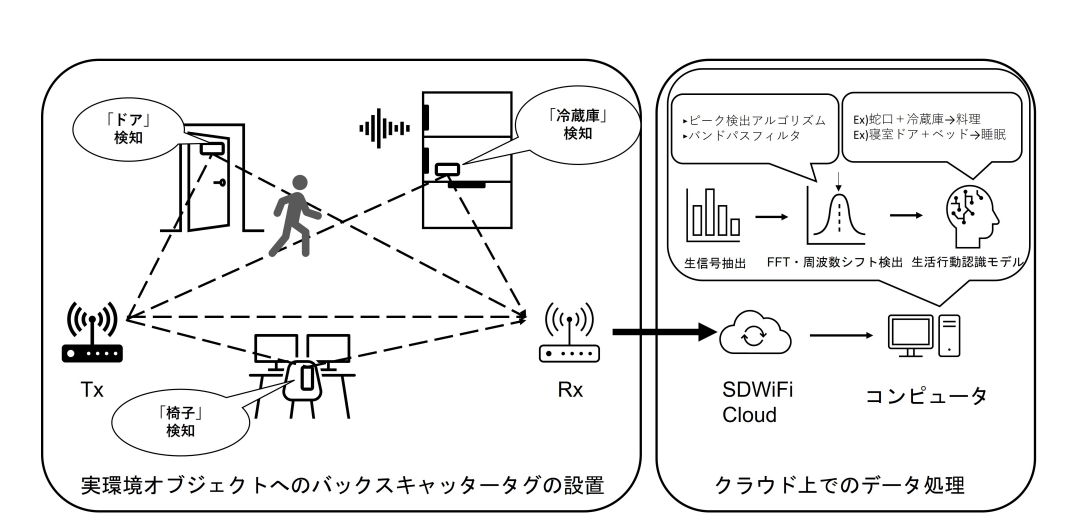 「ドア」
検知
「冷蔵庫」
検知
Tx
Rx
「椅子」
検知
実環境オブジェクトへのバックスキャッタータグの設置
▸ピーク検出アルゴリズム
▸バンドパスフィルタ
Ex)蛇口＋冷蔵庫→料理
Ex)寝室ドア＋ベッド→睡眠
生信号抽出
FFT・周波数シフト検出
生活行動認識モデル
SDWiFi
Cloud
コンピュータ
クラウド上でのデータ処理